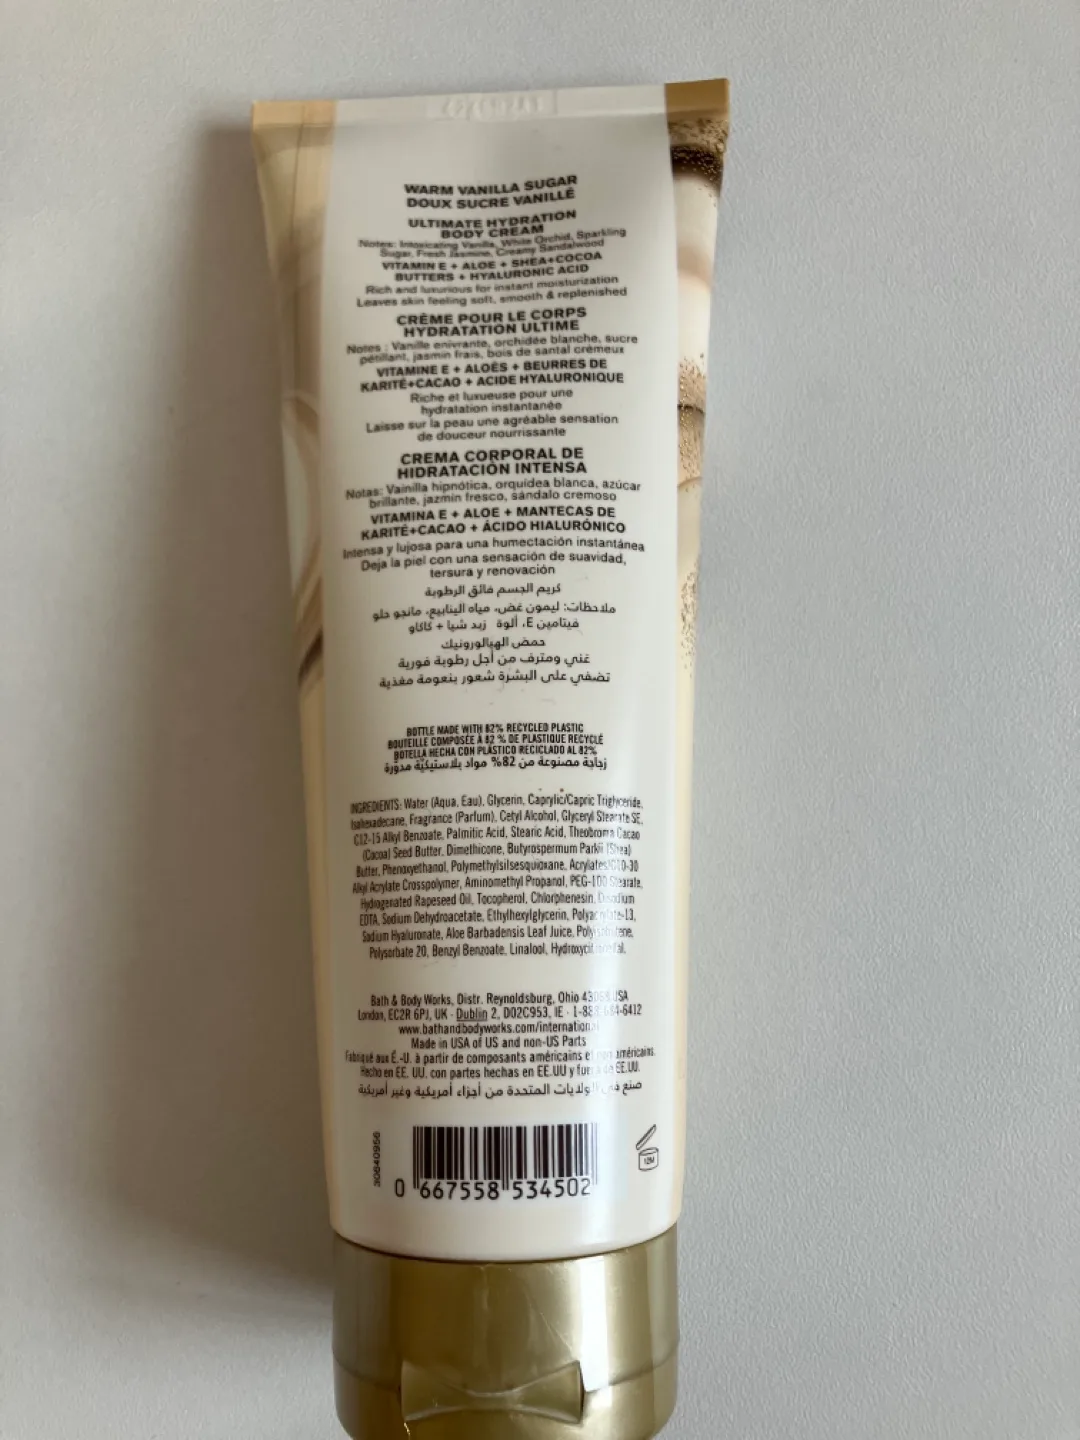 WARM VANILLA SUGAR
DOUX SUCRE VANILLÉ
ULTIMATE HYDRATION
BODY CREAM
Notes: Intoxicating Vanilla, White Orchid, Sparkling
Sugar, Fresh Jasmine, Creamy Sandalwood
VITAMIN E + ALOE + SHEA+COCOA
BUTTERS + HYALURONIC ACID
Rich and luxurious for instant moisturization
Leaves skin feeling soft, smooth & replenished
CRÈME POUR LE CORPS
HYDRATATION ULTIME
Notes : Vanille enivrante, orchidée blanche, sucre
pétillant, jasmin frais, bois de santal crémeux
VITAMINE E + ALOÈS + BEURRES DE
KARITÉ+CACAO + ACIDE HYALURONIQUE
Riche et luxueuse pour une
hydratation instantanée
Laisse sur la peau une agréable sensation
de douceur nourrissante
CREMA CORPORAL DE
HIDRATACIÓN INTENSA
Notas: Vainilla hipnótica, orquídea blanca, azúcar
brillante, jazmín fresco, sándalo cremoso
VITAMINA E + ALOE + MANTECAS DE
KARITÉ+CACAO + ÁCIDO HIALURÓNICO
Intensa y lujosa para una humectación instantánea
Deja la piel con una sensación de suavidad,
tersura y renovación
كريم الجسم فائق الرطوبة
ملاحظات: ليمون غض، مياه الينابيع، مانجو حلو
فيتامين E، ألوة زبد شيا + كاكاو
حمض الهيالورونيك
غني ومترف من أجل رطوبة فورية
تضفي على البشرة شعور بنعومة مغذية
BOTTLE MADE WITH 82% RECYCLED PLASTIC
BOUTEILLE COMPOSÉE À 82 % DE PLASTIQUE RECYCLÉ
BOTELLA HECHA CON PLÁSTICO RECICLADO AL 82%
زجاجة مصنوعة من 82% مواد بلاستيكيّة مدورة
INGREDIENTS: Water (Aqua, Eau), Glycerin, Caprylic/Capric Triglyceride,
Isohexadecane, Fragrance (Parfum), Cetyl Alcohol, Glyceryl Stearate SE,
C12-15 Alkyl Benzoate, Palmitic Acid, Stearic Acid, Theobroma Cacao
(Cocoa) Seed Butter, Dimethicone, Butyrospermum Parkii (Shea)
Butter, Phenoxyethanol, Polymethylsilsesquioxane, Acrylates/C10-30
Alkyl Acrylate Crosspolymer, Aminomethyl Propanol, PEG-100 Stearate,
Hydrogenated Rapeseed Oil, Tocopherol, Chlorphenesin, Disodium
EDTA, Sodium Dehydroacetate, Ethylhexylglycerin,
Sodium Hyaluronate, Aloe Barbadensis Leaf Juice,
Polysorbate 20, Benzyl Benzoate, Linalool,
Bath & Body Works, Distr. Reynoldsburg, Ohio 43068 USA
London, EC2R 6PJ, UK - Dublin 2, D02C953, IE -
www.bathandbodyworks.com/international
Made in USA of US and non-US Parts
Fabriqué aux É.-U. à partir de composants américains et non américains.
Hecho en EE. UU. con partes hechas en EE.UU y fuera de EE.UU.
صنع في الولايات المتحدة من أجزاء أمريكية وغير أمريكية
30640956
12M
0 667558 534502